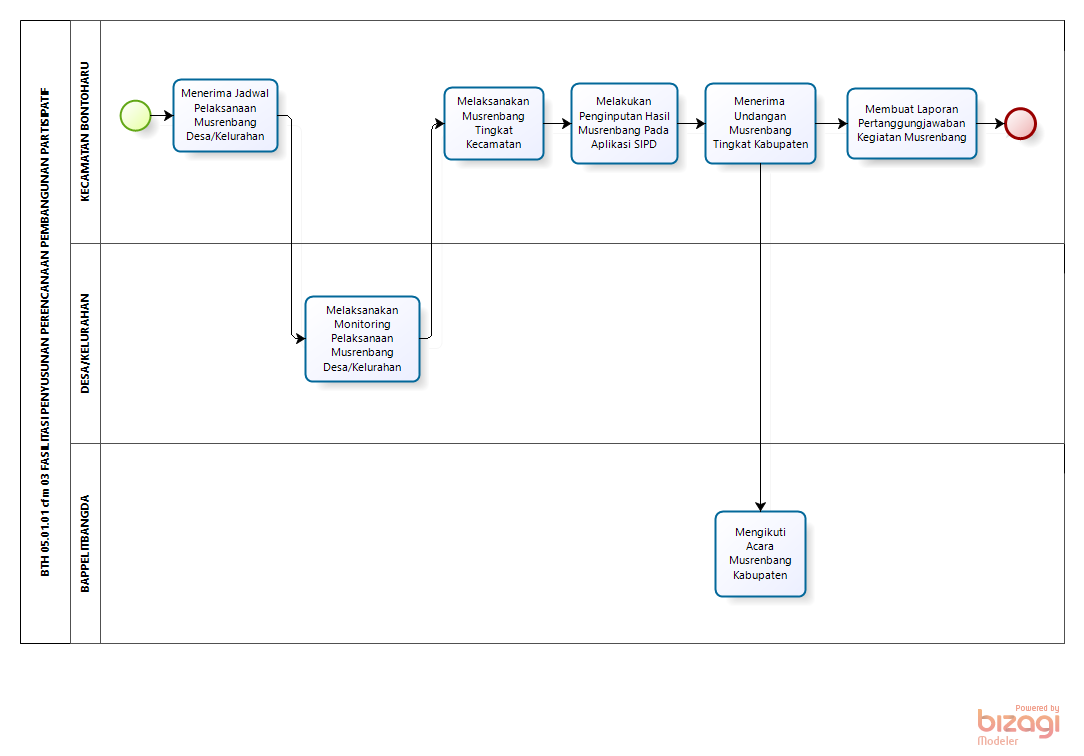 BTH 05.01.01 cfm 03 FASILITASI PENYUSUNAN PERENCANAAN PEMBANGUNAN PARTISIPATIF
KECAMATAN BONTOHARU
Menerima Jadwal
Pelaksanaan
Musrenbang
Desa/Kelurahan
Melaksanakan
Musrenbang
Tingkat
Kecamatan
Melakukan
Penginputan Hasil
Musrenbang Pada
Aplikasi SIPD
Menerima
Undangan
Musrenbang
Tingkat Kabupaten
Membuat Laporan
Pertanggungjawaban
Kegiatan Musrenbang
DESA/KELURAHAN
Melaksanakan
Monitoring
Pelaksanaan
Musrenbang
Desa/Kelurahan
BAPPELITBANGDA
Mengikuti
Acara
Musrenbang
Kabupaten
Powered by
bizagi
Modeler